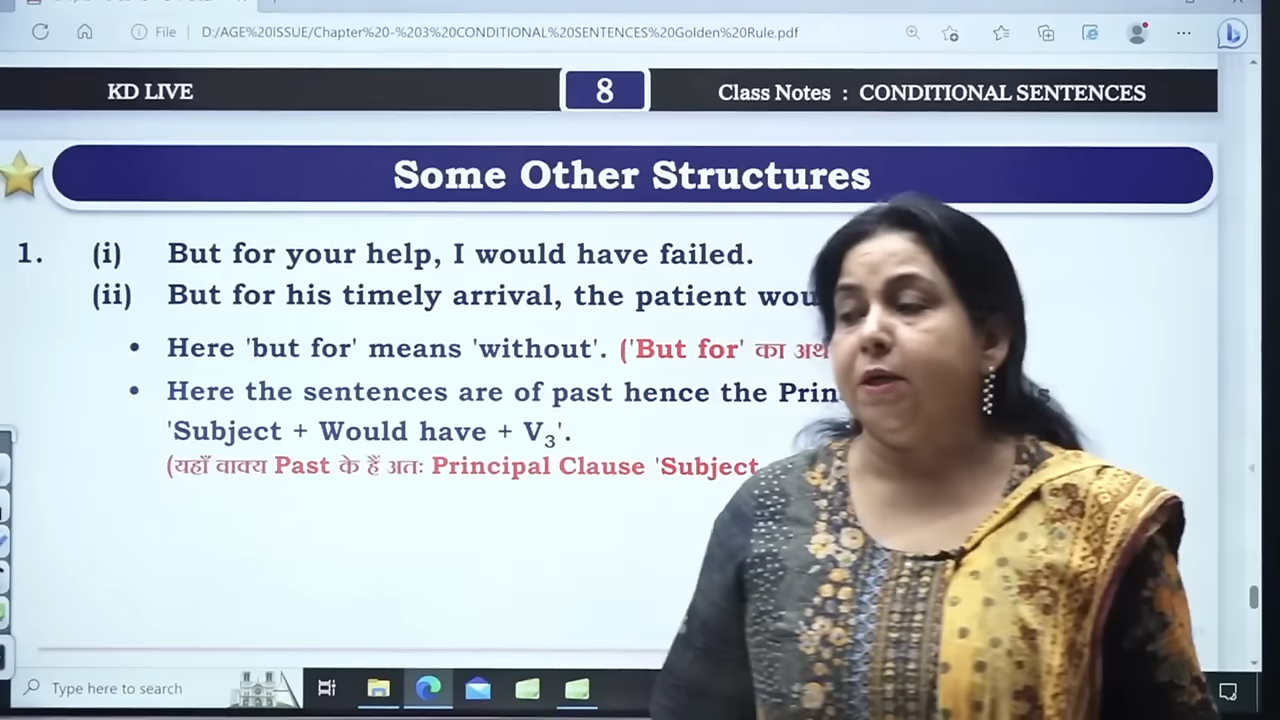 File D:/AGE%20ISSUE/Chapter%20-%203%20CONDITIONAL%20SENTENCES%20Golden%20Rule.pdf
KD LIVE 8 Class Notes : CONDITIONAL SENTENCES
Some Other Structures
1. (i) But for your help, I would have failed.
(ii) But for his timely arrival, the patient
• Here 'but for' means 'without'. ('But for' का
• Here the sentences are of past hence the
'Subject + Would have + V3'.
(यहाँ वाक्य Past के हैं अतः Principal Clause 'Subject
Type here to search